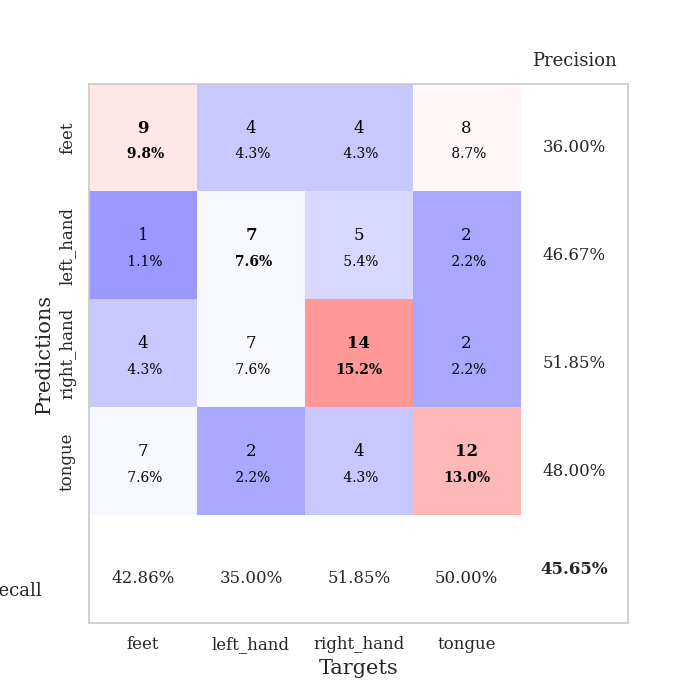 Precision
feet 9 4 4 8 36.00%
9.8% 4.3% 4.3% 8.7%
left_hand 1 7 5 2 46.67%
1.1% 7.6% 5.4% 2.2%
Predictions
right_hand 4 7 14 2 51.85%
4.3% 7.6% 15.2% 2.2%
tongue 7 2 4 12 48.00%
7.6% 2.2% 4.3% 13.0%
ecall 42.86% 35.00% 51.85% 50.00% 45.65%
feet left_hand right_hand tongue
Targets